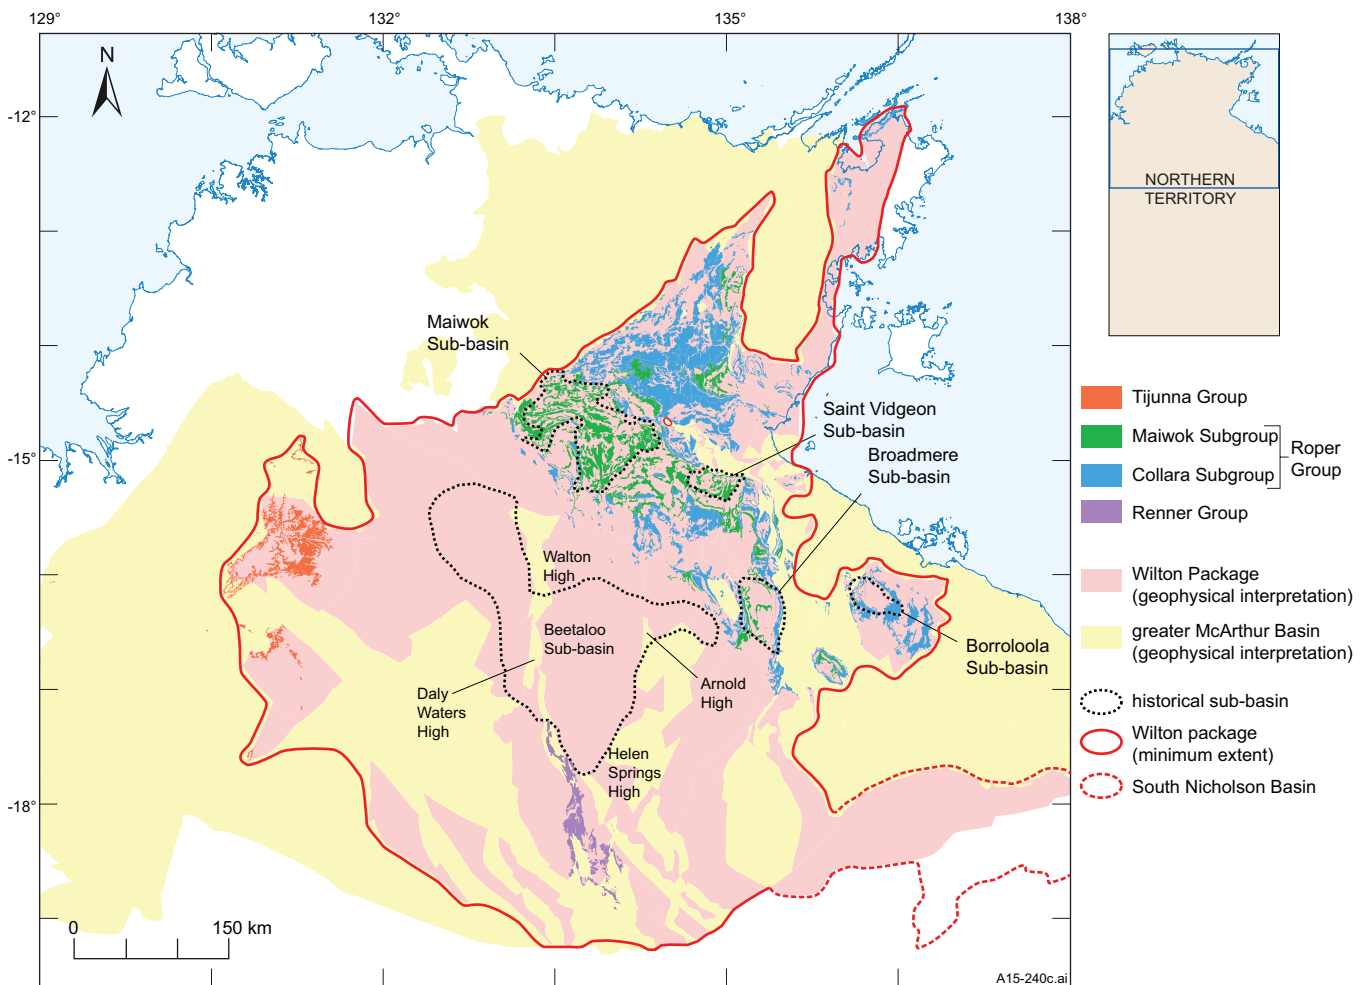 129°
132°
135°
138°
N
-12°
-15°
-18°
Maiwok
Sub-basin
Saint Vidgeon
Sub-basin
Broadmere
Sub-basin
Walton
High
Beetaloo
Sub-basin
Daly
Waters
High
Arnold
High
Helen
Springs
High
Borroloola
Sub-basin
0
150 km
A15-240c.ai
NORTHERN
TERRITORY
Tijunna Group
Maiwok Subgroup
Collara Subgroup
Roper
Group
Renner Group
Wilton Package
(geophysical interpretation)
greater McArthur Basin
(geophysical interpretation)
historical sub-basin
Wilton package
(minimum extent)
South Nicholson Basin